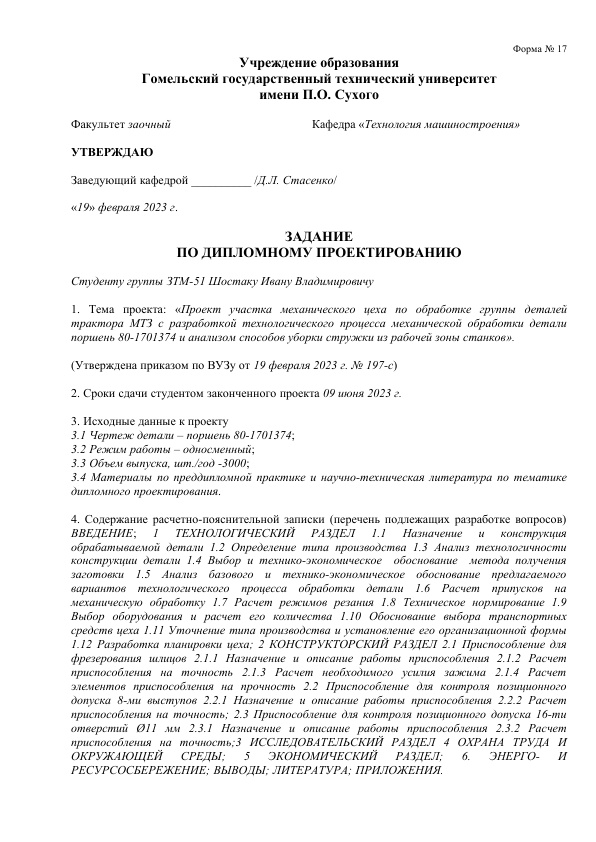 Форма № 17
Учреждение образования
Гомельский государственный технический университет
имени П.О. Сухого
Факультет заочный Кафедра «Технология машиностроения»
УТВЕРЖДАЮ
Заведующий кафедрой __________ /Д.Л. Стасенко/
«19» февраля 2023 г.
ЗАДАНИЕ
ПО ДИПЛОМНОМУ ПРОЕКТИРОВАНИЮ
Студенту группы ЗТМ-51 Шостаку Ивану Владимировичу
1. Тема проекта: «Проект участка механического цеха по обработке группы деталей
трактора МТЗ с разработкой технологического процесса механической обработки детали
поршень 80-1701374 и анализом способов уборки стружки из рабочей зоны станков».
(Утверждена приказом по ВУЗу от 19 февраля 2023 г. № 197-с)
2. Сроки сдачи студентом законченного проекта 09 июня 2023 г.
3. Исходные данные к проекту
3.1 Чертеж детали – поршень 80-1701374;
3.2 Режим работы – односменный;
3.3 Объем выпуска, шт./год -3000;
3.4 Материалы по преддипломной практике и научно-техническая литература по тематике
дипломного проектирования.
4. Содержание расчетно-пояснительной записки (перечень подлежащих разработке вопросов)
ВВЕДЕНИЕ; 1 ТЕХНОЛОГИЧЕСКИЙ РАЗДЕЛ 1.1 Назначение и конструкция
обрабатываемой детали 1.2 Определение типа производства 1.3 Анализ технологичности
конструкции детали 1.4 Выбор и технико-экономическое обоснование метода получения
заготовки 1.5 Анализ базового и технико-экономическое обоснование предлагаемого
вариантов технологического процесса обработки детали 1.6 Расчет припусков на
механическую обработку 1.7 Расчет режимов резания 1.8 Техническое нормирование 1.9
Выбор оборудования и расчет его количества 1.10 Обоснование выбора транспортных
средств цеха 1.11 Уточнение типа производства и установление его организационной формы
1.12 Разработка планировки цеха; 2 КОНСТРУКТОРСКИЙ РАЗДЕЛ 2.1 Приспособление для
фрезерования шлицов 2.1.1 Назначение и описание работы приспособления 2.1.2 Расчет
приспособления на точность 2.1.3 Расчет необходимого усилия зажима 2.1.4 Расчет
элементов приспособления на прочность 2.2 Приспособление для контроля позиционного
допуска 8-ми выступов 2.2.1 Назначение и описание работы приспособления 2.2.2 Расчет
приспособления на точность; 2.3 Приспособление для контроля позиционного допуска 16-ти
отверстий Ø11 мм 2.3.1 Назначение и описание работы приспособления 2.3.2 Расчет
приспособления на точность;3 ИССЛЕДОВАТЕЛЬСКИЙ РАЗДЕЛ 4 ОХРАНА ТРУДА И
ОКРУЖАЮЩЕЙ СРЕДЫ; 5 ЭКОНОМИЧЕСКИЙ РАЗДЕЛ; 6. ЭНЕРГО- И
РЕСУРСОСБЕРЕЖЕНИЕ; ВЫВОДЫ; ЛИТЕРАТУРА; ПРИЛОЖЕНИЯ.